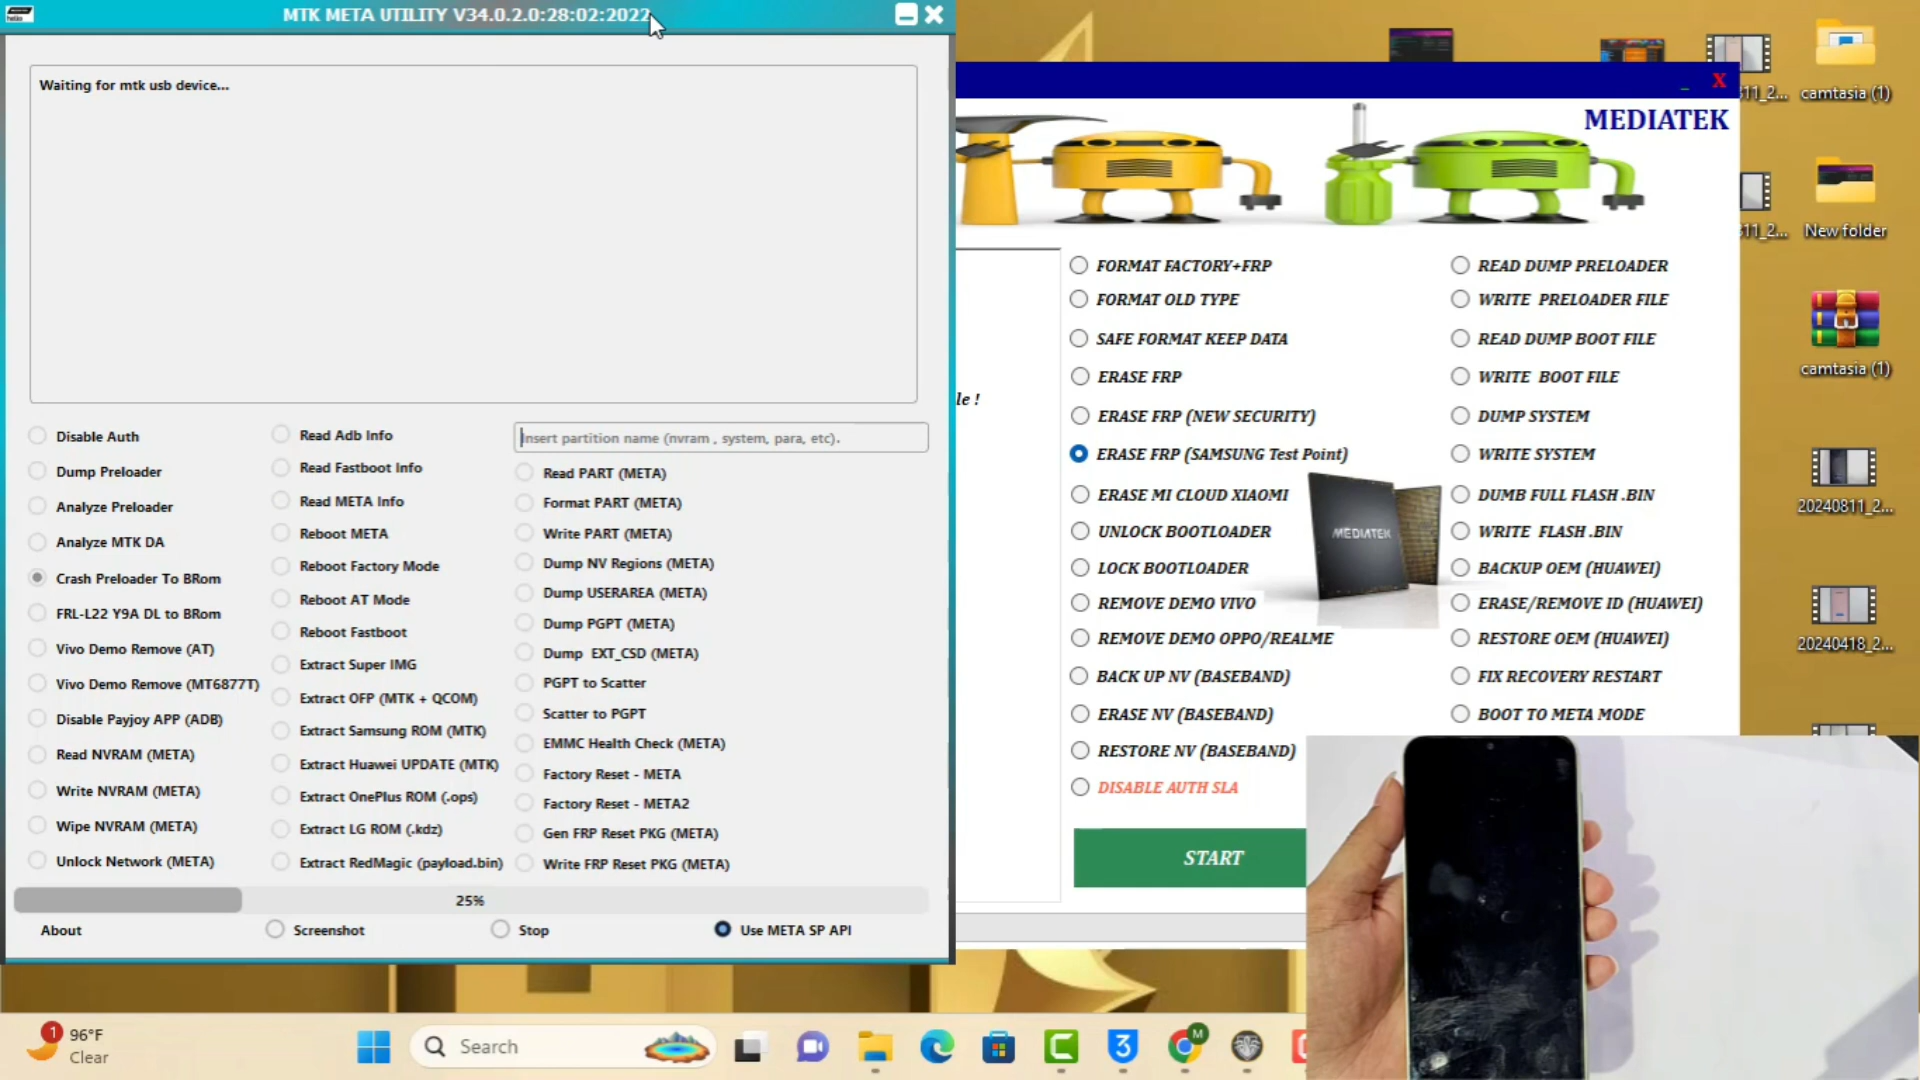 MTK META UTILITY V34.0.2.0:28:02:2022
Waiting for mtk usb device...
Disable Auth
Dump Preloader
Analyze Preloader
Analyze MTK DA
Crash Preloader To BRom
FRL-L22 Y9A DL to BRom
Vivo Demo Remove (AT)
Vivo Demo Remove (MT6877T)
Disable Payjoy APP (ADB)
Read NVRAM (META)
Write NVRAM (META)
Wipe NVRAM (META)
Unlock Network (META)
Read Adb Info
Read Fastboot Info
Read META Info
Reboot META
Reboot Factory Mode
Reboot AT Mode
Reboot Fastboot
Extract Super IMG
Extract OFP (MTK + QCOM)
Extract Samsung ROM (MTK)
Extract Huawei UPDATE (MTK)
Extract OnePlus ROM (.ops)
Extract LG ROM (.kdz)
Extract RedMagic (payload.bin)
Insert partition name (nvram , system, para, etc).
Read PART (META)
Format PART (META)
Write PART (META)
Dump NV Regions (META)
Dump USERAREA (META)
Dump PGPT (META)
Dump EXT_CSD (META)
PGPT to Scatter
Scatter to PGPT
EMMC Health Check (META)
Factory Reset - META
Factory Reset - META2
Gen FRP Reset PKG (META)
Write FRP Reset PKG (META)
25%
About
Screenshot
Stop
Use META SP API
_ X
MEDIATEK
le !
FORMAT FACTORY+FRP
FORMAT OLD TYPE
SAFE FORMAT KEEP DATA
ERASE FRP
ERASE FRP (NEW SECURITY)
ERASE FRP (SAMSUNG Test Point)
ERASE MI CLOUD XIAOMI
UNLOCK BOOTLOADER
LOCK BOOTLOADER
REMOVE DEMO VIVO
REMOVE DEMO OPPO/REALME
BACK UP NV (BASEBAND)
ERASE NV (BASEBAND)
RESTORE NV (BASEBAND)
DISABLE AUTH SLA
START
READ DUMP PRELOADER
WRITE PRELOADER FILE
READ DUMP BOOT FILE
WRITE BOOT FILE
DUMP SYSTEM
WRITE SYSTEM
DUMB FULL FLASH .BIN
WRITE FLASH .BIN
BACKUP OEM (HUAWEI)
ERASE/REMOVE ID (HUAWEI)
RESTORE OEM (HUAWEI)
FIX RECOVERY RESTART
BOOT TO META MODE
MEDIATEK
311_2...
camtasia (1)
311_2...
New folder
camtasia (1)
20240811_2...
20240418_2...
1
96°F
Clear
Search
3
M